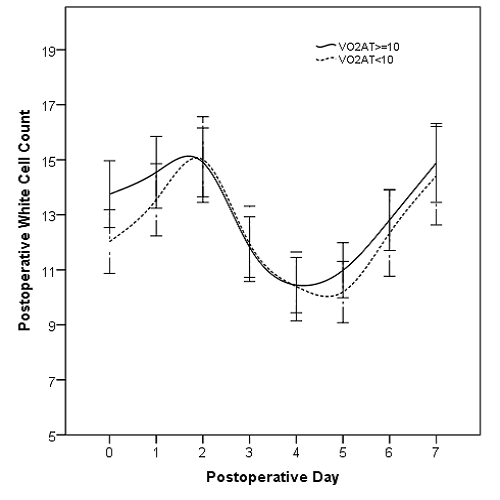 VO2AT>=10
VO2AT<10
Postoperative White Cell Count
19
17
15
13
11
9
7
5
0 1 2 3 4 5 6 7
Postoperative Day